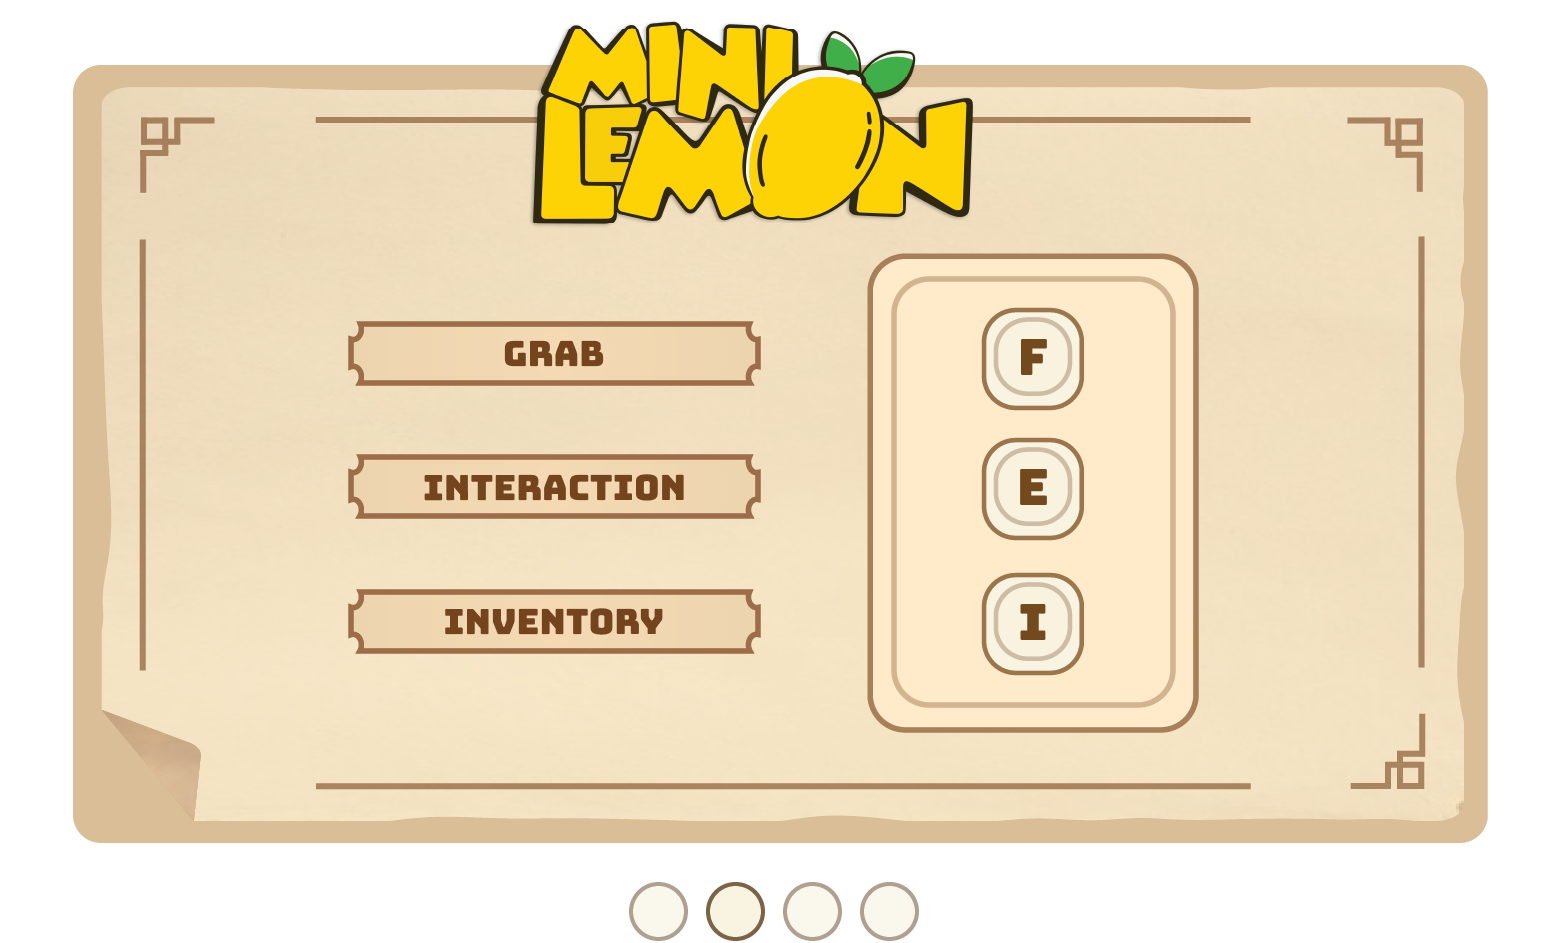 MINI
LEMON
GRAB
F
INTERACTION
E
INVENTORY
I